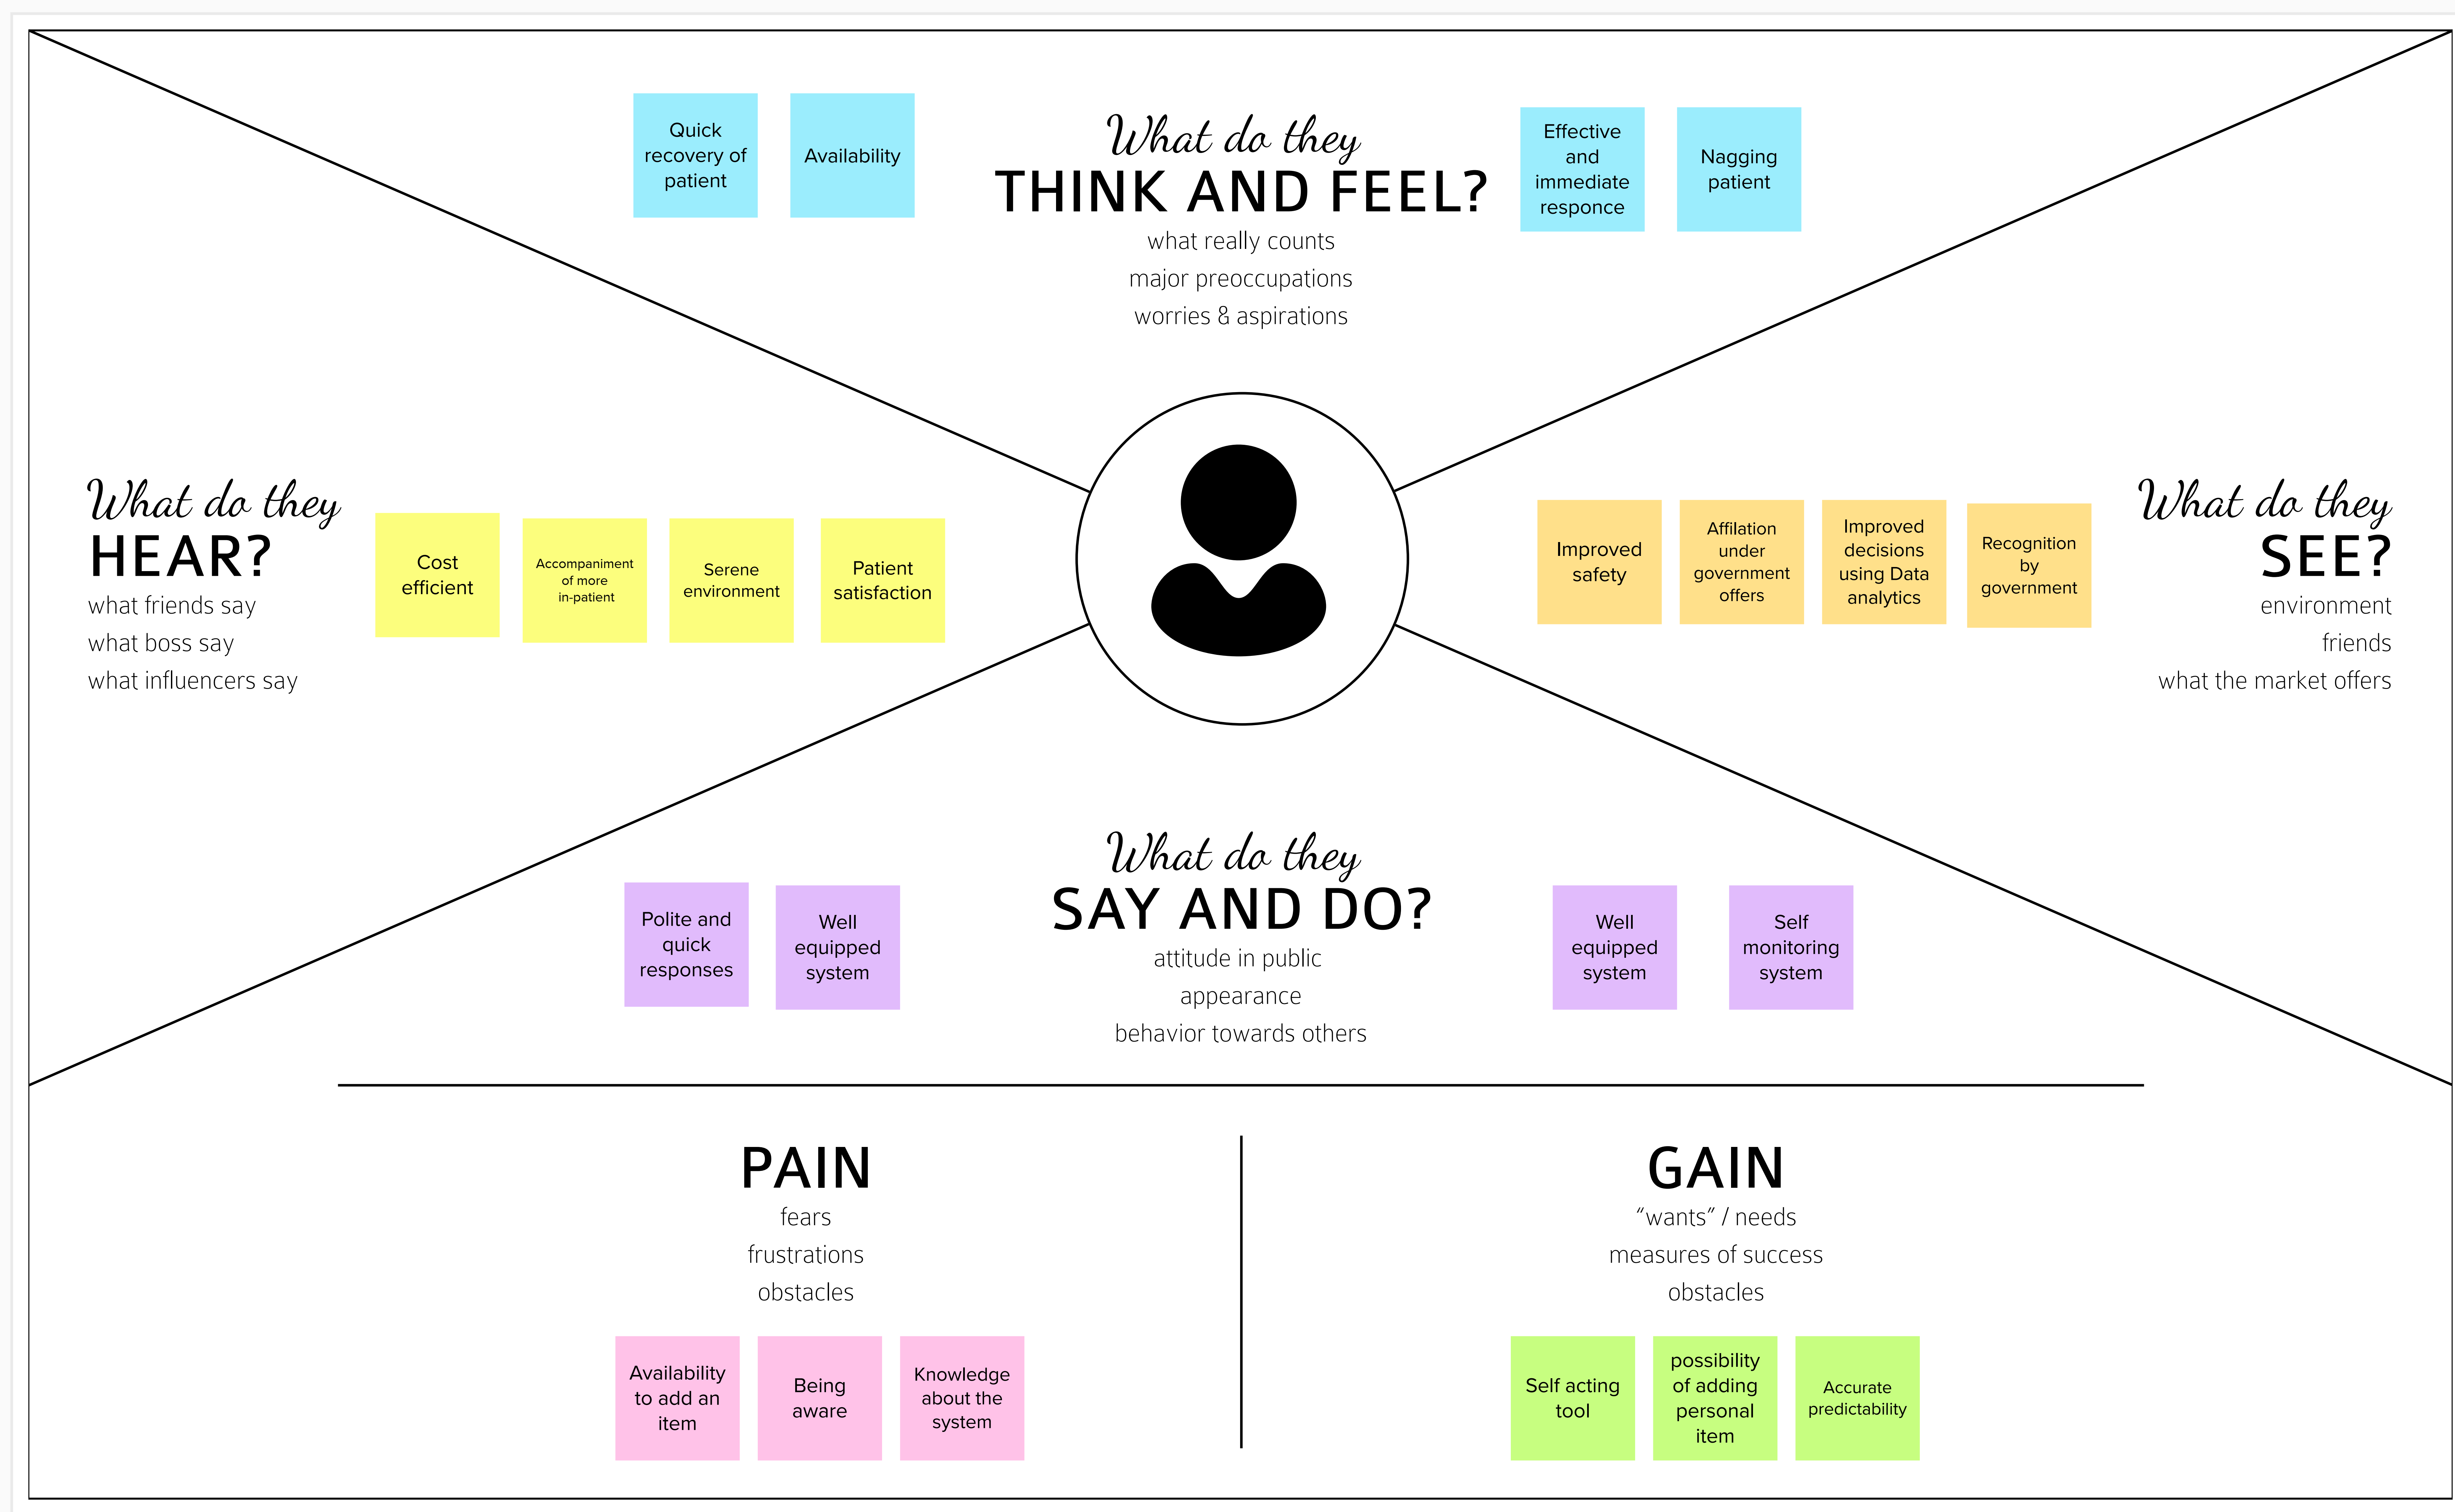 Quick
recovery of
patient
Availability
What do they
THINK AND FEEL?
what really counts
major preoccupations
worries & aspirations
Effective
and
immediate
responce
Nagging
patient
What do they
HEAR?
what friends say
what boss say
what influencers say
Cost
efficient
Accompaniment
of more
in-patient
Serene
environment
Patient
satisfaction
Improved
safety
Affilation
under
government
offers
Improved
decisions
using Data
analytics
Recognition
by
government
What do they
SEE?
environment
friends
what the market offers
Polite and
quick
responses
Well
equipped
system
What do they
SAY AND DO?
attitude in public
appearance
behavior towards others
Well
equipped
system
Self
monitoring
system
PAIN
fears
frustrations
obstacles
Availability
to add an
item
Being
aware
Knowledge
about the
system
GAIN
“wants” / needs
measures of success
obstacles
Self acting
tool
possibility
of adding
personal
item
Accurate
predictability